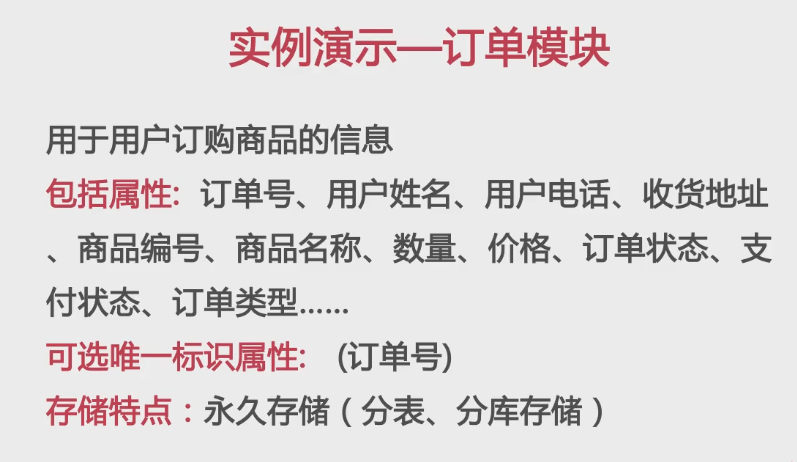 实例演示—订单模块
用于用户订购商品的信息
包括属性: 订单号、用户姓名、用户电话、收货地址
、商品编号、商品名称、数量、价格、订单状态、支
付状态、订单类型……
可选唯一标识属性: (订单号)
存储特点：永久存储（分表、分库存储）